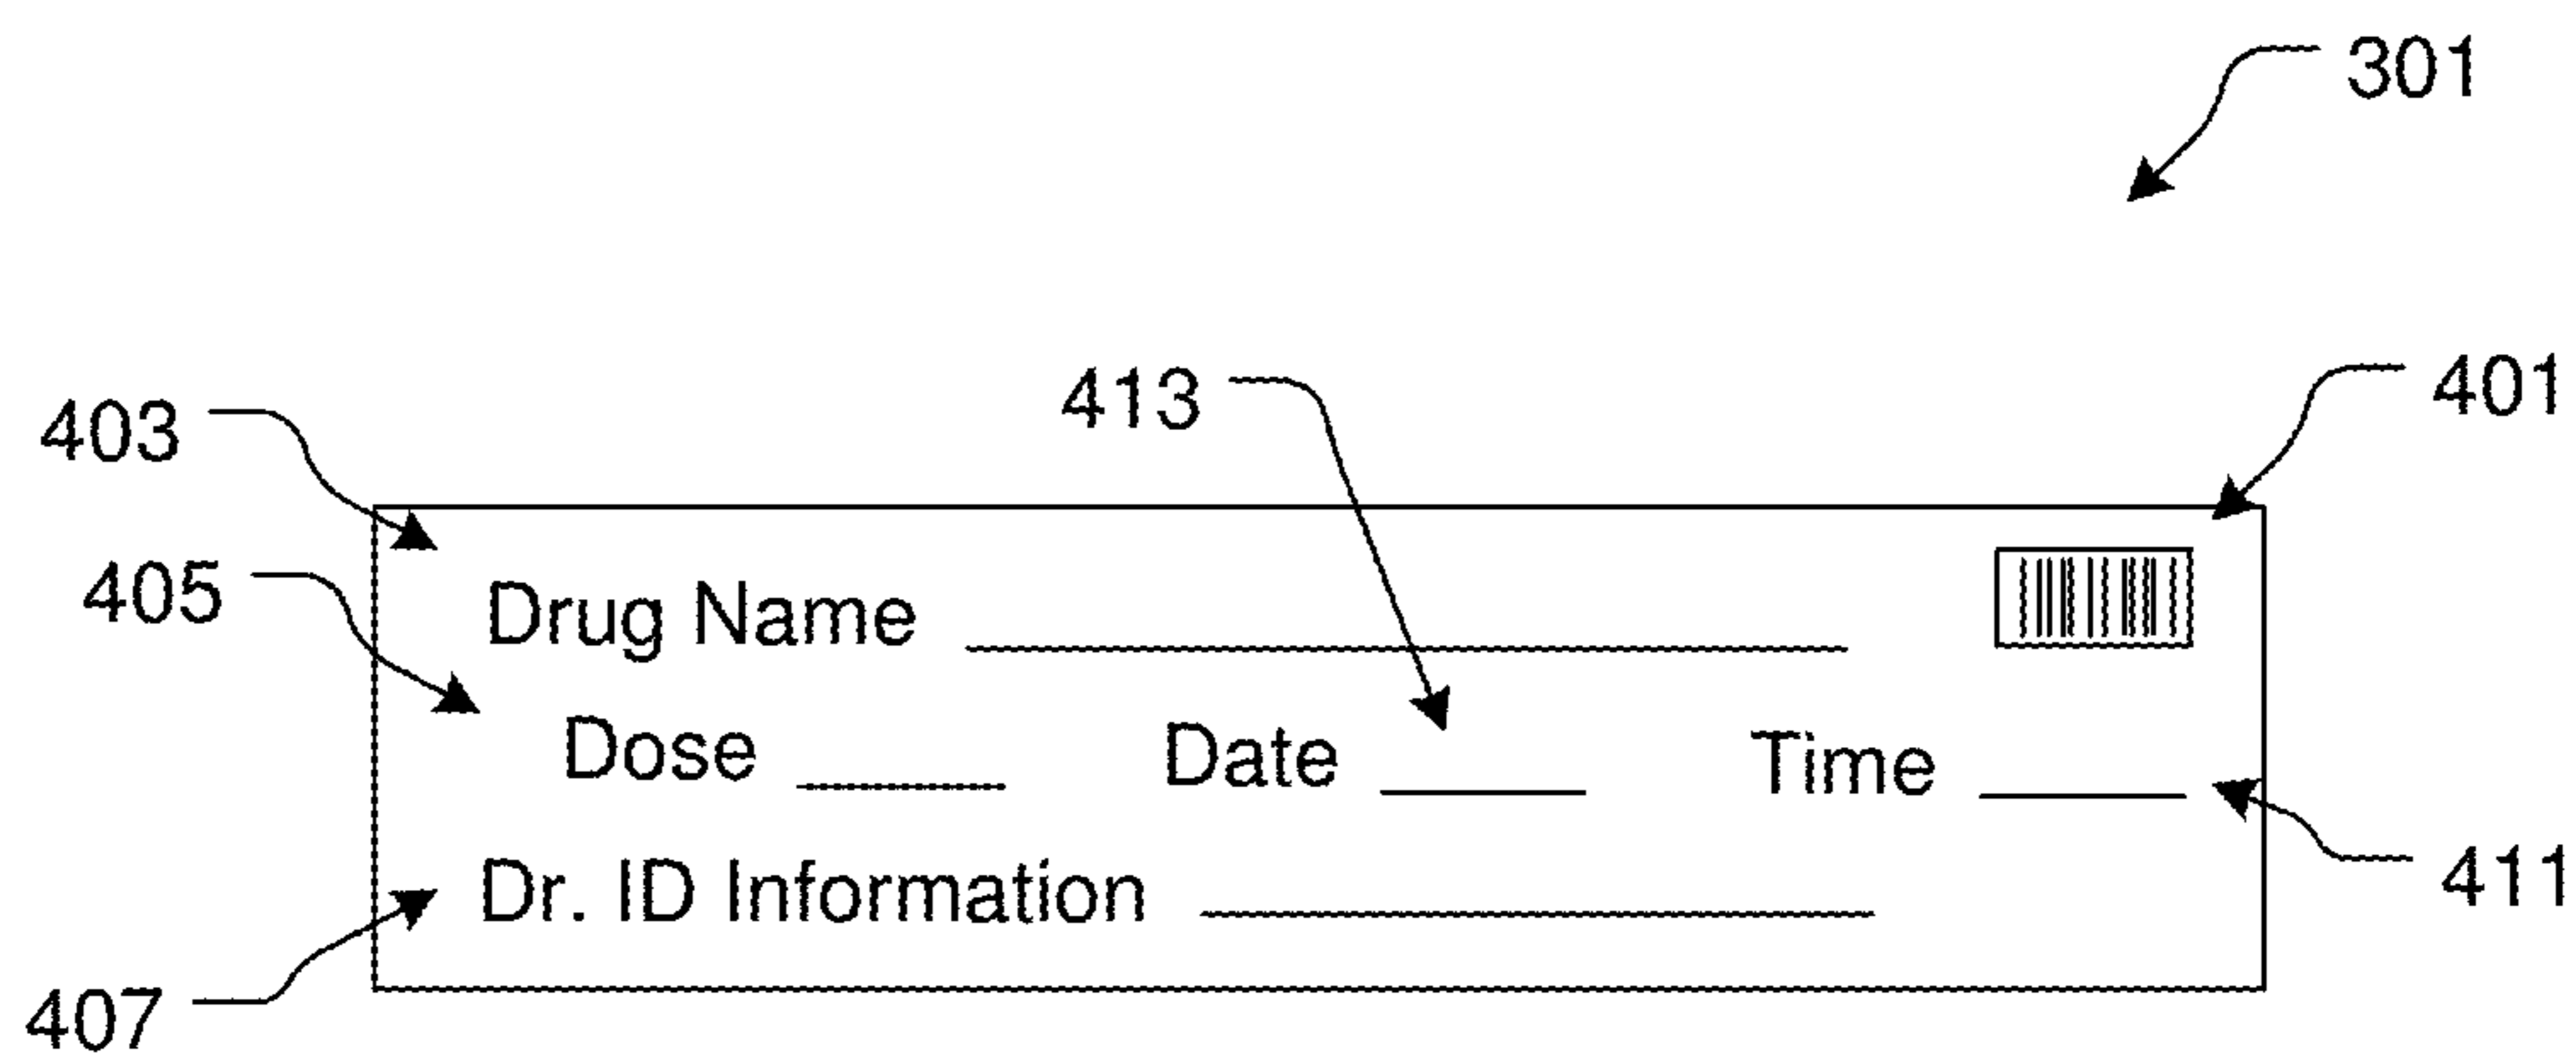 301
401
413
403
Drug Name
405
Dose Date Time
411
Dr. ID Information
407